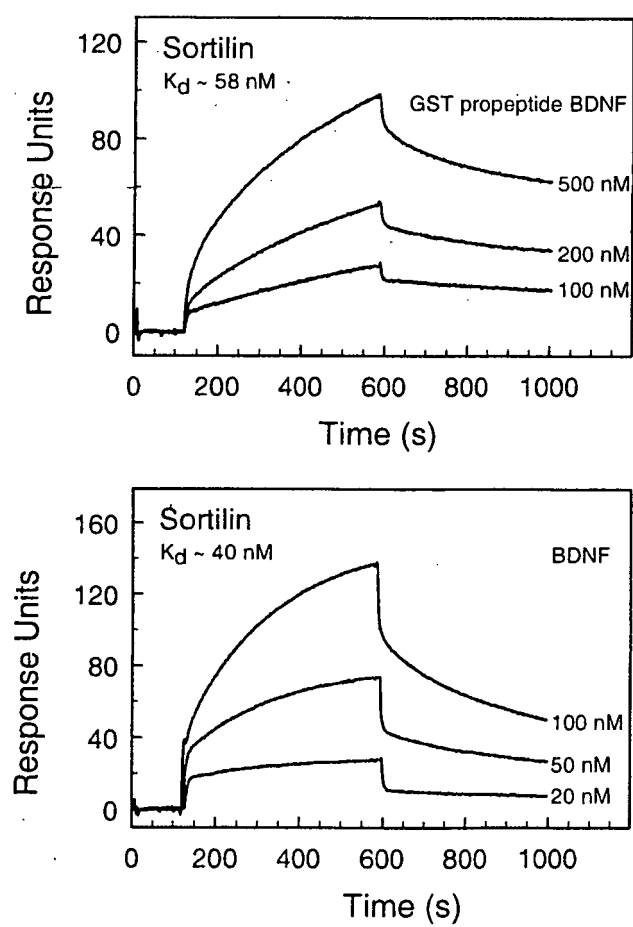 120
Sortilin
Kd ~ 58 nM
GST propeptide BDNF
80
500 nM
Response Units
40
200 nM
100 nM
0
0 200 400 600 800 1000
Time (s)
160
Sortilin
Kd ~ 40 nM
BDNF
120
80
Response Units
100 nM
40
50 nM
20 nM
0
0 200 400 600 800 1000
Time (s)